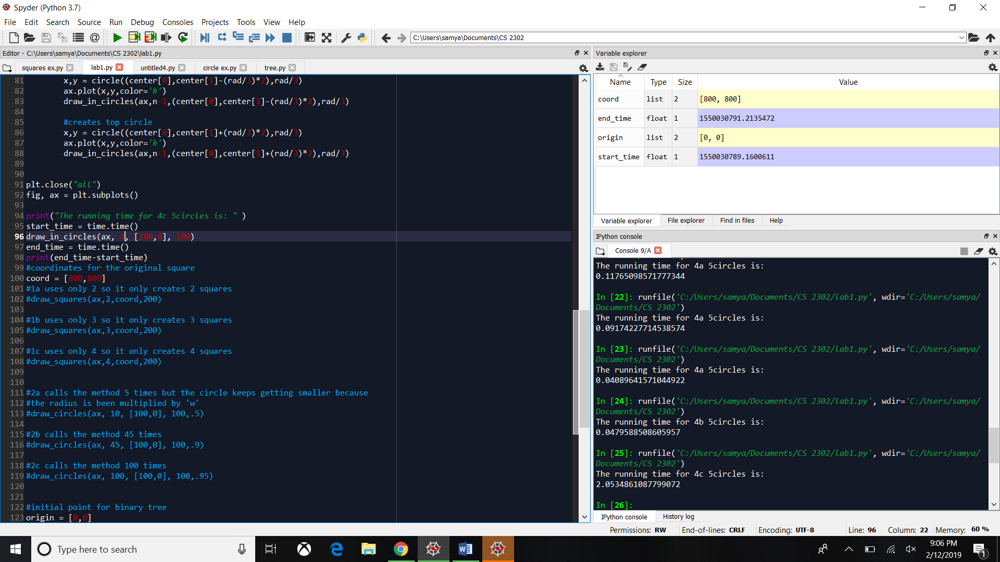 Spyder (Python 3.7)
File Edit Search Source Run Debug Consoles Projects Tools View Help
C:\Users\samya\Documents\CS 2302
Editor - C:\Users\samya\Documents\CS 2302\lab1.py
squares ex.py lab1.py untitled4.py circle ex.py tree.py
81 x,y = circle((center[0],center[1]-(rad/3)*2),rad/3)
82 ax.plot(x,y,color='k')
83 draw_in_circles(ax,n-1,(center[0],center[1]-(rad/3)*2),rad/3)
84
85 #creates top circle
86 x,y = circle((center[0],center[1]+(rad/3)*2),rad/3)
87 ax.plot(x,y,color='k')
88 draw_in_circles(ax,n-1,(center[0],center[1]+(rad/3)*2),rad/3)
89
90
91 plt.close("all")
92 fig, ax = plt.subplots()
93
94 print("The running time for 4c 5circles is: " )
95 start_time = time.time()
96 draw_in_circles(ax, 4, [100,0], 100)
97 end_time = time.time()
98 print(end_time-start_time)
99 #coordinates for the original square
100 coord = [800,800]
101 #1a uses only 2 so it only creates 2 squares
102 #draw_squares(ax,2,coord,200)
103
104 #1b uses only 3 so it only creates 3 squares
105 #draw_squares(ax,3,coord,200)
106
107 #1c uses only 4 so it only creates 4 squares
108 #draw_squares(ax,4,coord,200)
109
110
111 #2a calls the method 5 times but the circle keeps getting smaller because
112 #the radius is been multiplied by 'w'
113 #draw_circles(ax, 10, [100,0], 100,.5)
114
115 #2b calls the method 45 times
116 #draw_circles(ax, 45, [100,0], 100,.9)
117
118 #2c calls the method 100 times
119 #draw_circles(ax, 100, [100,0], 100,.95)
120
121
122 #initial point for binary tree
123 origin = [0,0]
Variable explorer
Name Type Size Value
coord list 2 [800, 800]
end_time float 1 1550030791.2135472
origin list 2 [0, 0]
start_time float 1 1550030789.1600611
Variable explorer File explorer Find in files Help
IPython console
Console 9/A
The running time for 4a 5circles is:
0.11765098571777344
In [22]: runfile('C:/Users/samya/Documents/CS 2302/lab1.py', wdir='C:/Users/samya/
Documents/CS 2302')
The running time for 4a 5circles is:
0.09174227714538574
In [23]: runfile('C:/Users/samya/Documents/CS 2302/lab1.py', wdir='C:/Users/samya/
Documents/CS 2302')
The running time for 4a 5circles is:
0.04089641571044922
In [24]: runfile('C:/Users/samya/Documents/CS 2302/lab1.py', wdir='C:/Users/samya/
Documents/CS 2302')
The running time for 4b 5circles is:
0.0479588508605957
In [25]: runfile('C:/Users/samya/Documents/CS 2302/lab1.py', wdir='C:/Users/samya/
Documents/CS 2302')
The running time for 4c 5circles is:
2.0534861087799072
In [26]:
IPython console History log
Permissions: RW End-of-lines: CRLF Encoding: UTF-8 Line: 96 Column: 22 Memory: 60 %
Type here to search
9:06 PM
2/12/2019
1